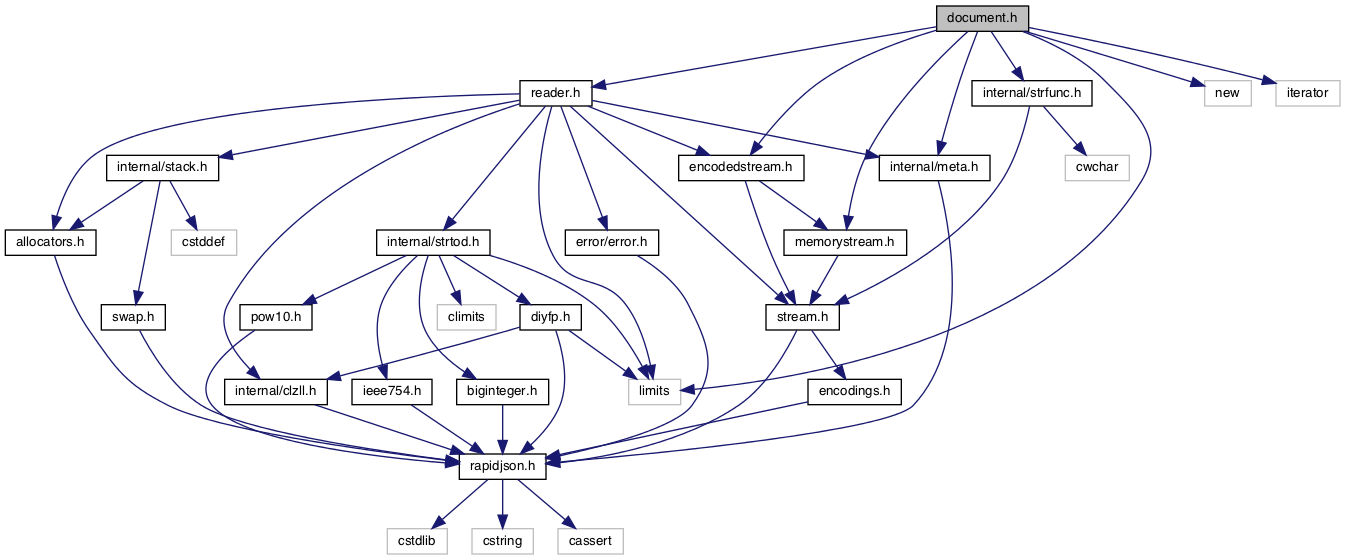 document.h
reader.h
internal/strfunc.h
new
iterator
internal/stack.h
encodedstream.h
internal/meta.h
cwchar
allocators.h
cstddef
internal/strtod.h
error/error.h
memorystream.h
swap.h
pow10.h
climits
diyfp.h
stream.h
internal/clzll.h
ieee754.h
biginteger.h
limits
encodings.h
rapidjson.h
cstdlib
cstring
cassert